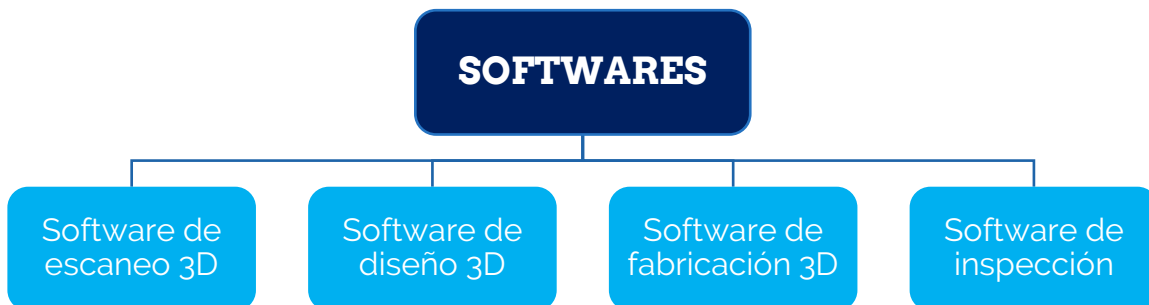 SOFTWARES
Software de
escaneo 3D
Software de
diseño 3D
Software de
fabricación 3D
Software de
inspección